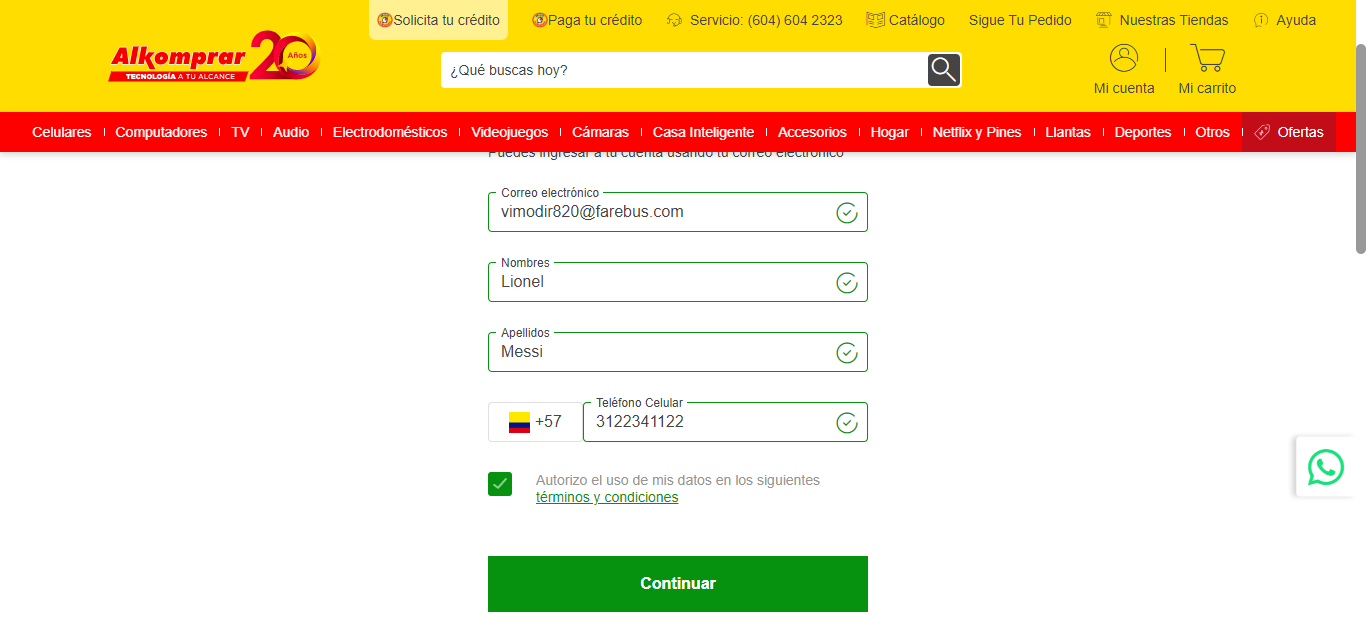 Solicita tu crédito
Paga tu crédito
Servicio: (604) 604 2323
Catálogo
Sigue Tu Pedido
Nuestras Tiendas
Ayuda
Alkomprar 20 Años
TECNOLOGÍA A TU ALCANCE
¿Qué buscas hoy?
Mi cuenta
Mi carrito
Celulares
Computadores
TV
Audio
Electrodomésticos
Videojuegos
Cámaras
Casa Inteligente
Accesorios
Hogar
Netflix y Pines
Llantas
Deportes
Otros
Ofertas
Puedes ingresar a tu cuenta usando tu correo electrónico
Correo electrónico
vimodir820@farebus.com
Nombres
Lionel
Apellidos
Messi
Teléfono Celular
+57 3122341122
Autorizo el uso de mis datos en los siguientes
términos y condiciones
Continuar